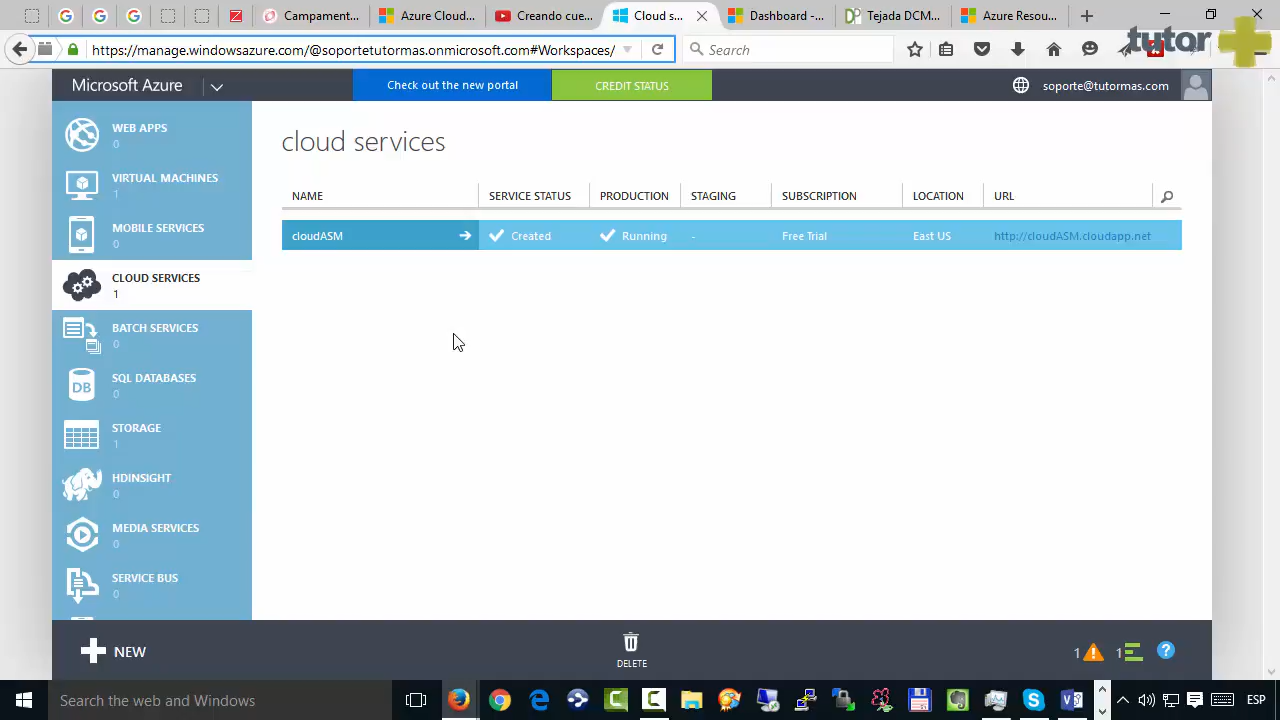 Campament...
Azure Cloud...
Creando cue...
Cloud s...
Dashboard -...
Tejada DCM...
Azure Resou...
https://manage.windowsazure.com/@soportetutormas.onmicrosoft.com#Workspaces/
Search
tutor
Microsoft Azure
Check out the new portal
CREDIT STATUS
soporte@tutormas.com
WEB APPS
0
VIRTUAL MACHINES
1
MOBILE SERVICES
0
CLOUD SERVICES
1
BATCH SERVICES
0
SQL DATABASES
0
STORAGE
1
HDINSIGHT
0
MEDIA SERVICES
0
SERVICE BUS
0
cloud services
NAME SERVICE STATUS PRODUCTION STAGING SUBSCRIPTION LOCATION URL
cloudASM Created Running - Free Trial East US http://cloudASM.cloudapp.net
NEW
DELETE
1 1
Search the web and Windows
ESP